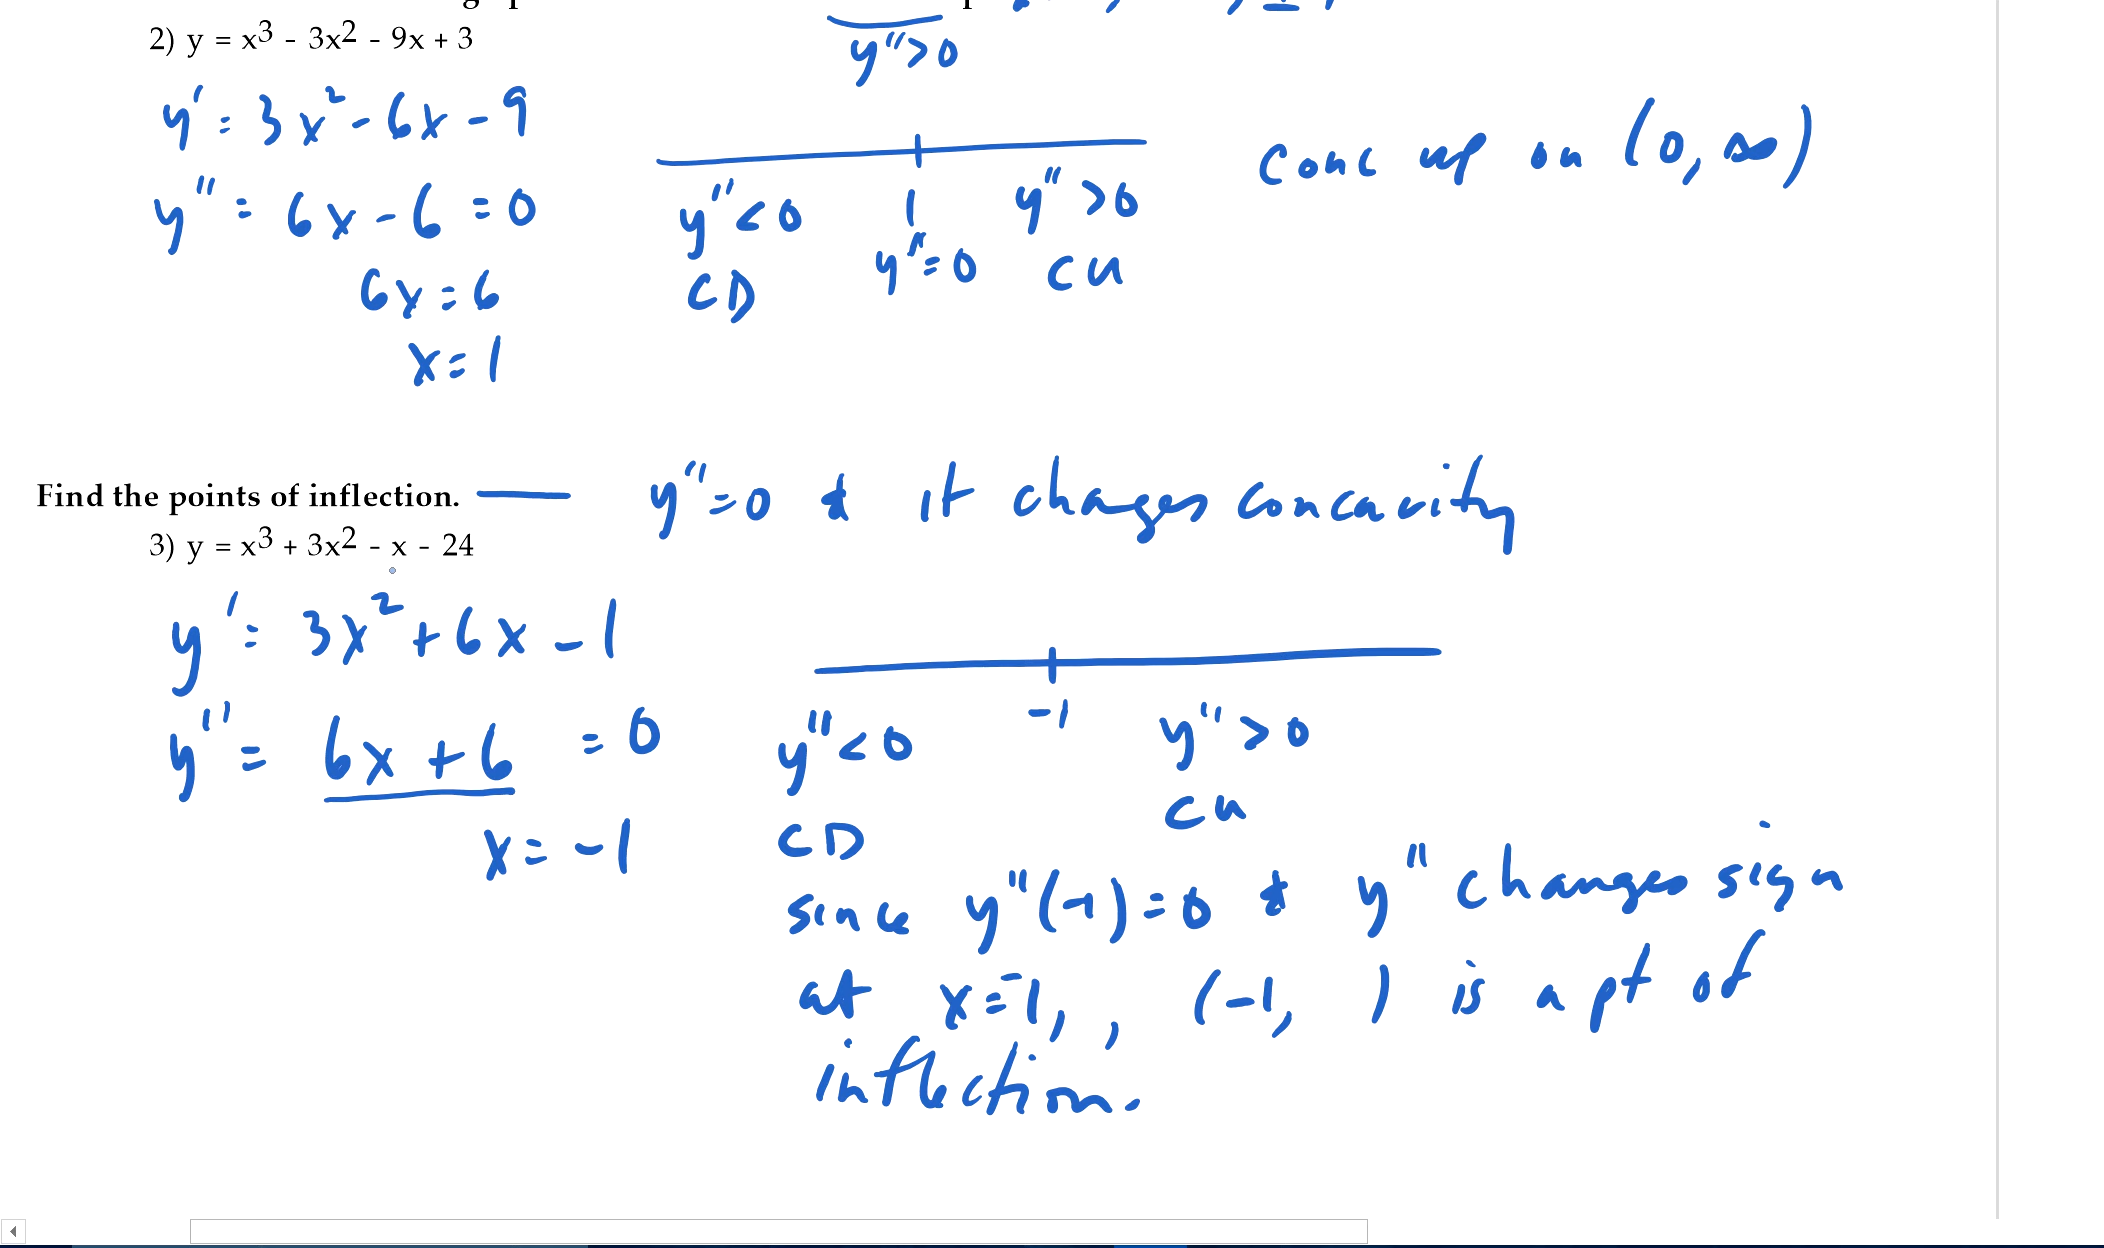 2) y = x3 - 3x2 - 9x + 3
y">0
y' = 3x² - 6x - 9
conc up on (0, ∞)
y" = 6x - 6 = 0
y"<0 1 y">0
y"=0
CD CU
6x = 6
x = 1
Find the points of inflection. — y"=0 & it changes concavity
3) y = x3 + 3x2 - x - 24
y' = 3x² + 6x - 1
-1
y" = 6x + 6 = 0
y"<0 y">0
CD CU
x = -1
since y"(-1) = 0 & y" changes sign
at x = -1, , (-1, ) is a pt of
inflection.